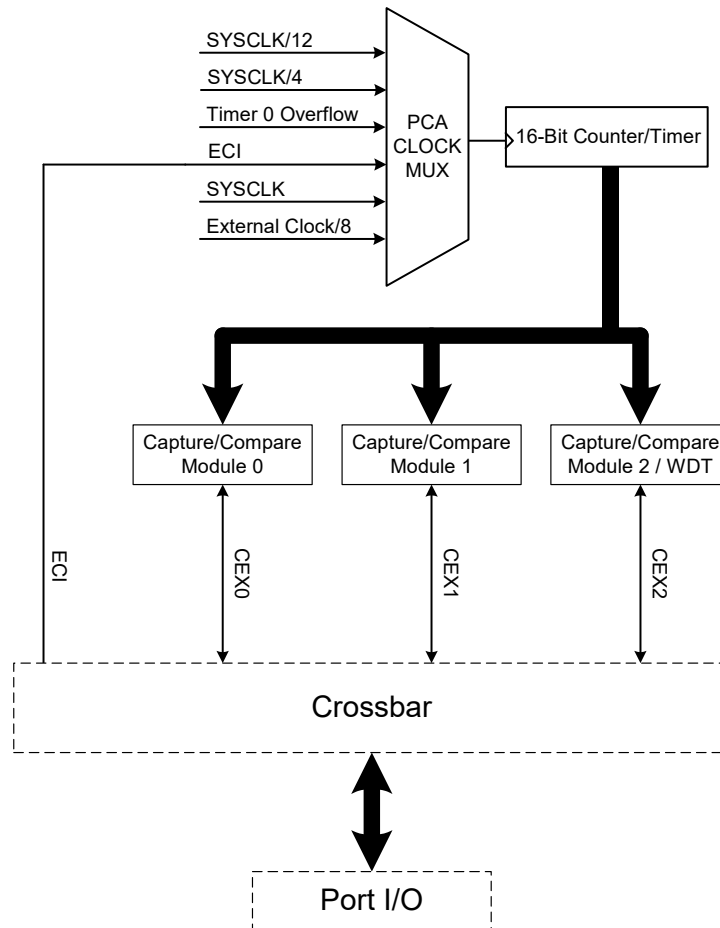 SYSCLK/12
SYSCLK/4
Timer 0 Overflow
ECI
SYSCLK
External Clock/8
PCA
CLOCK
MUX
16-Bit Counter/Timer
Capture/Compare
Module 0
Capture/Compare
Module 1
Capture/Compare
Module 2 / WDT
ECI
CEX0
CEX1
CEX2
Crossbar
Port I/O